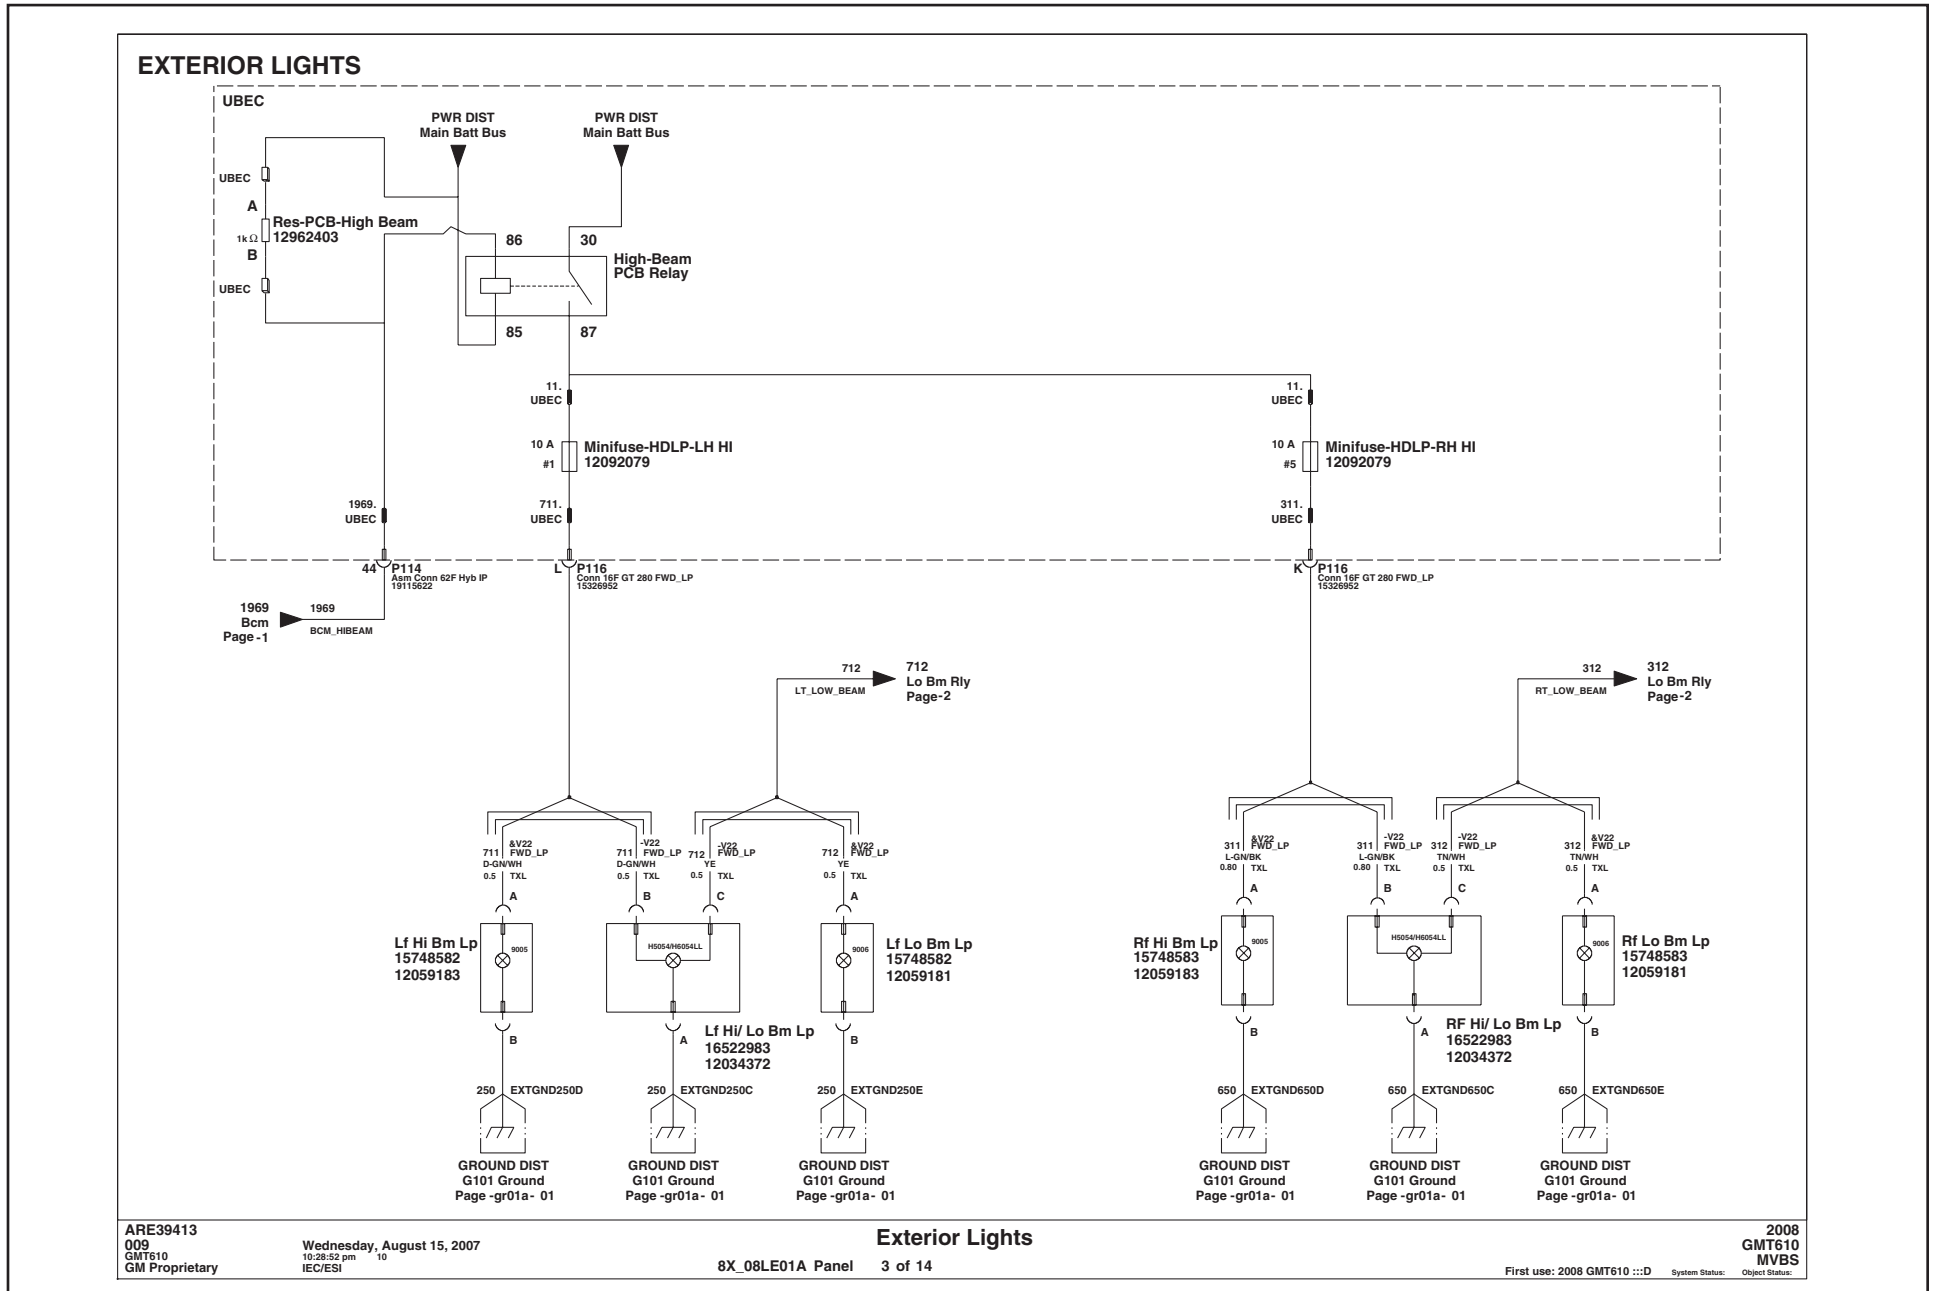 EXTERIOR LIGHTS
UBEC
PWR DIST
Main Batt Bus
PWR DIST
Main Batt Bus
UBEC
A
Res-PCB-High Beam
1k Ω 12962403
B
UBEC
86
30
High-Beam
PCB Relay
85
87
11.
UBEC
11.
UBEC
10 A Minifuse-HDLP-LH HI
#1 12092079
10 A Minifuse-HDLP-RH HI
#5 12092079
1969.
UBEC
711.
UBEC
311.
UBEC
44 P114
Asm Conn 62F Hyb IP
19115622
L P116
Conn 16F GT 280 FWD_LP
15326952
K P116
Conn 16F GT 280 FWD_LP
15326952
1969
Bcm
Page -1
1969
BCM_HIBEAM
712
LT_LOW_BEAM
712
Lo Bm Rly
Page-2
312
RT_LOW_BEAM
312
Lo Bm Rly
Page-2
&V22
711 FWD_LP
D-GN/WH
0.5 TXL
A
-V22
711 FWD_LP
D-GN/WH
0.5 TXL
B
-V22
712 FWD_LP
YE
0.5 TXL
C
&V22
712 FWD_LP
YE
0.5 TXL
A
&V22
311 FWD_LP
L-GN/BK
0.80 TXL
A
-V22
311 FWD_LP
L-GN/BK
0.80 TXL
B
-V22
312 FWD_LP
TN/WH
0.5 TXL
C
&V22
312 FWD_LP
TN/WH
0.5 TXL
A
Lf Hi Bm Lp
15748582
12059183
9005
B
H5054/H6054LL
Lf Hi/ Lo Bm Lp
16522983
12034372
A
9006
Lf Lo Bm Lp
15748582
12059181
B
Rf Hi Bm Lp
15748583
12059183
9005
B
H5054/H6054LL
RF Hi/ Lo Bm Lp
16522983
12034372
A
9006
Rf Lo Bm Lp
15748583
12059181
B
250 EXTGND250D
250 EXTGND250C
250 EXTGND250E
650 EXTGND650D
650 EXTGND650C
650 EXTGND650E
GROUND DIST
G101 Ground
Page -gr01a- 01
GROUND DIST
G101 Ground
Page -gr01a- 01
GROUND DIST
G101 Ground
Page -gr01a- 01
GROUND DIST
G101 Ground
Page -gr01a- 01
GROUND DIST
G101 Ground
Page -gr01a- 01
GROUND DIST
G101 Ground
Page -gr01a- 01
ARE39413
009
GMT610
GM Proprietary
Wednesday, August 15, 2007
10:28:52 pm 10
IEC/ESI
Exterior Lights
8X_08LE01A Panel 3 of 14
2008
GMT610
MVBS
First use: 2008 GMT610 :::D System Status: Object Status: